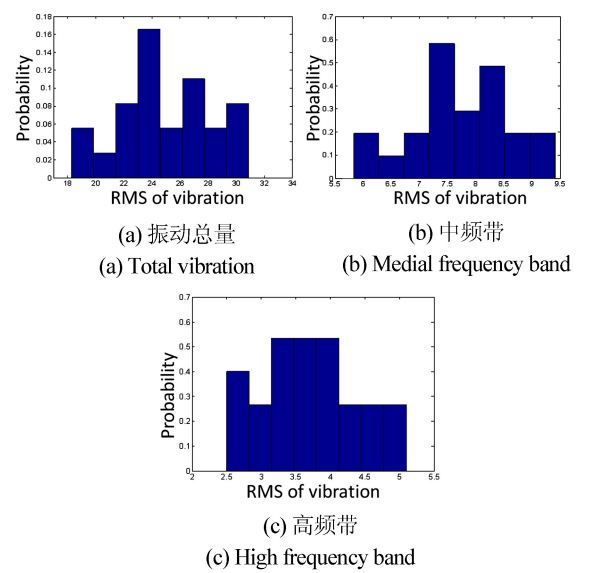 0.18
0.16
0.14
0.12
0.1
0.08
0.06
0.04
0.02
0
Probability
18 20 22 24 26 28 30 32 34
RMS of vibration
(a) 振动总量
(a) Total vibration
0.7
0.6
0.5
0.4
0.3
0.2
0.1
0
Probability
5.5 6 6.5 7 7.5 8 8.5 9 9.5
RMS of vibration
(b) 中频带
(b) Medial frequency band
0.7
0.6
0.5
0.4
0.3
0.2
0.1
0
Probability
2 2.5 3 3.5 4 4.5 5 5.5
RMS of vibration
(c) 高频带
(c) High frequency band